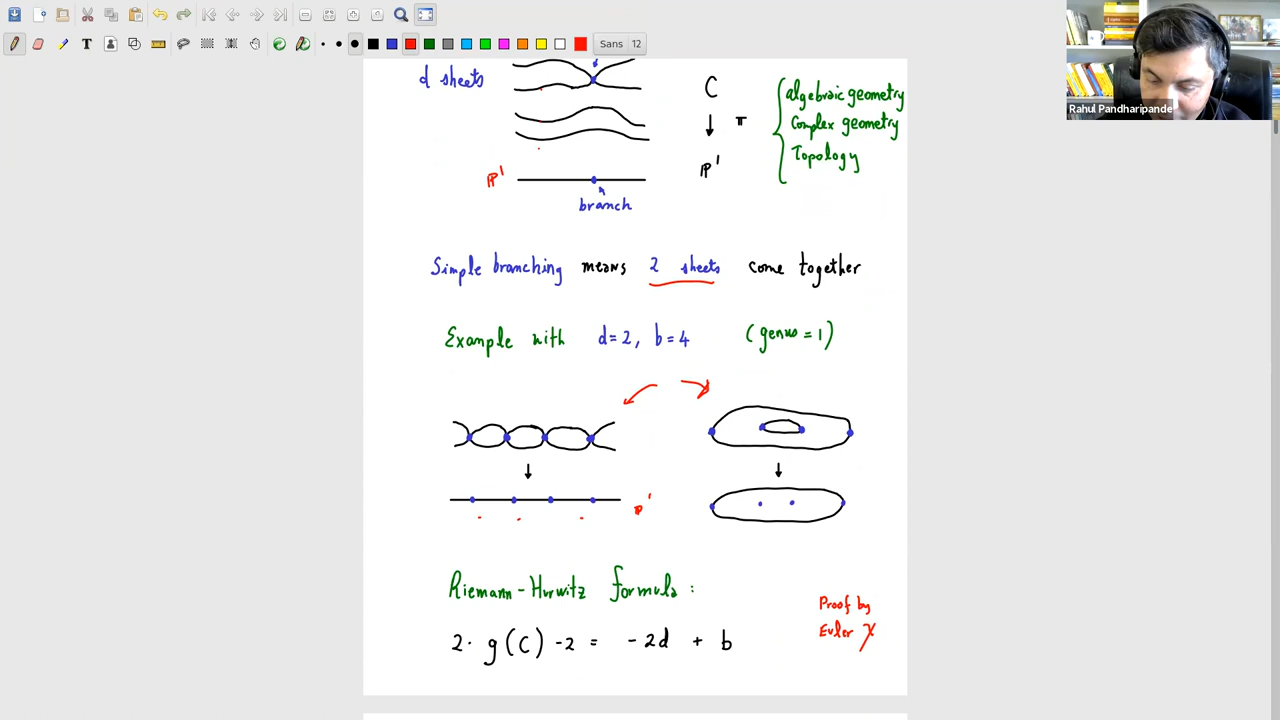 Sans 12
Rahul Pandharipande
d sheets
C
π
P¹
algebraic geometry
Complex geometry
Topology
P¹
branch
Simple branching means 2 sheets come together
Example with d=2, b=4 (genus = 1)
P¹
Riemann-Hurwitz formula:
2· g(C) -2 = -2d + b
Proof by
Euler χ